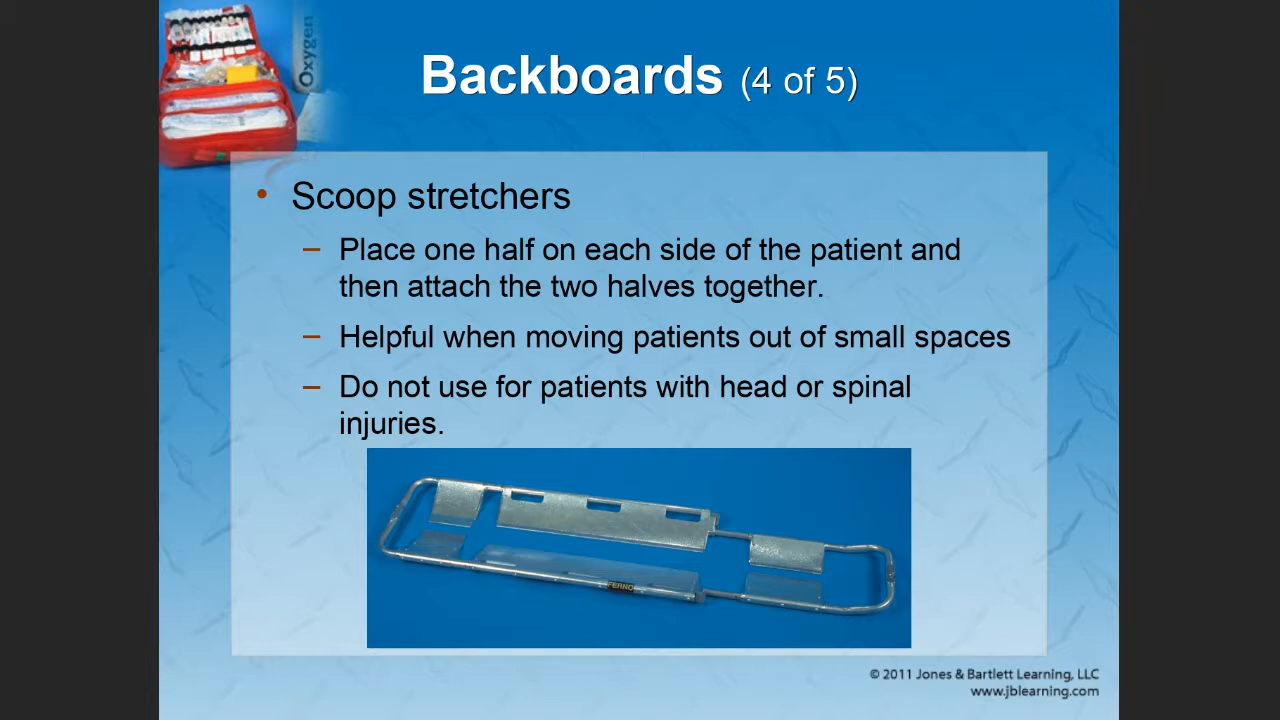 Oxygen
Backboards (4 of 5)
• Scoop stretchers
– Place one half on each side of the patient and
then attach the two halves together.
– Helpful when moving patients out of small spaces
– Do not use for patients with head or spinal
injuries.
FERNO
© 2011 Jones & Bartlett Learning, LLC
www.jblearning.com